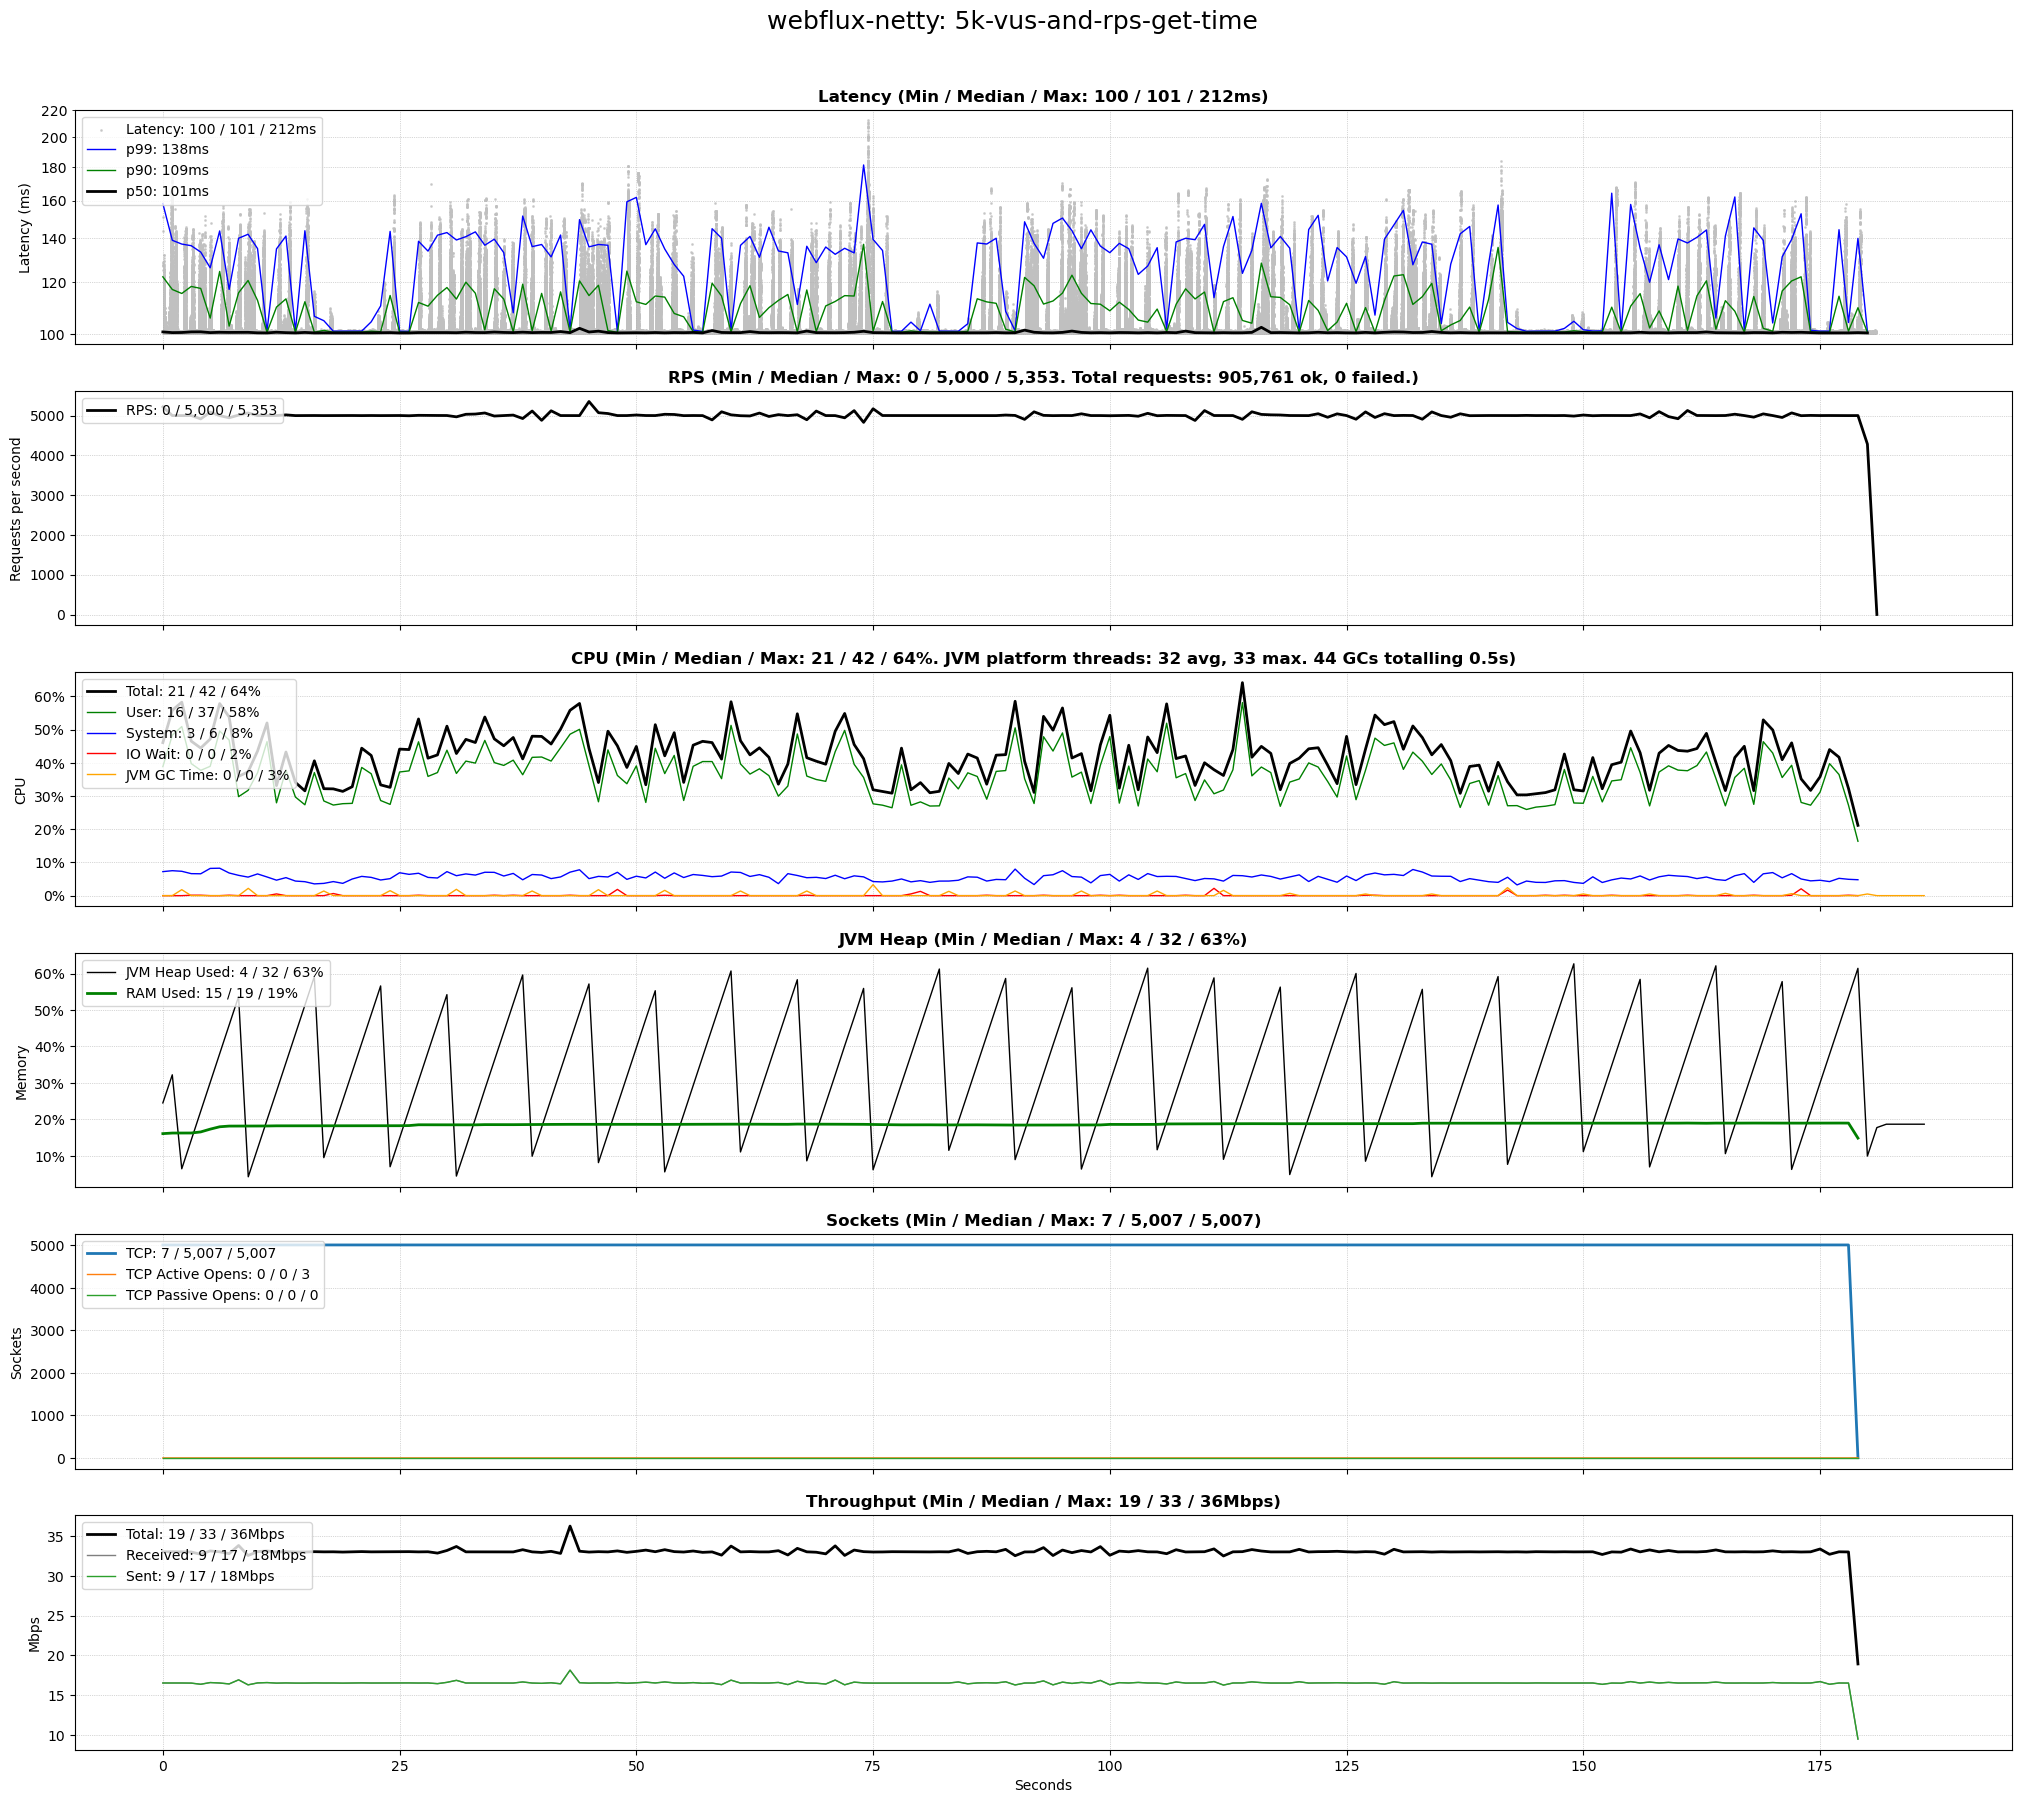 webflux-netty: 5k-vus-and-rps-get-time
Latency (Min / Median / Max: 100 / 101 / 212ms)
Latency: 100 / 101 / 212ms
p99: 138ms
p90: 109ms
p50: 101ms
Latency (ms)
220
200
180
160
140
120
100
RPS (Min / Median / Max: 0 / 5,000 / 5,353. Total requests: 905,761 ok, 0 failed.)
RPS: 0 / 5,000 / 5,353
Requests per second
5000
4000
3000
2000
1000
0
CPU (Min / Median / Max: 21 / 42 / 64%. JVM platform threads: 32 avg, 33 max. 44 GCs totalling 0.5s)
Total: 21 / 42 / 64%
User: 16 / 37 / 58%
System: 3 / 6 / 8%
IO Wait: 0 / 0 / 2%
JVM GC Time: 0 / 0 / 3%
CPU
60%
50%
40%
30%
20%
10%
0%
JVM Heap (Min / Median / Max: 4 / 32 / 63%)
JVM Heap Used: 4 / 32 / 63%
RAM Used: 15 / 19 / 19%
Memory
60%
50%
40%
30%
20%
10%
Sockets (Min / Median / Max: 7 / 5,007 / 5,007)
TCP: 7 / 5,007 / 5,007
TCP Active Opens: 0 / 0 / 3
TCP Passive Opens: 0 / 0 / 0
Sockets
5000
4000
3000
2000
1000
0
Throughput (Min / Median / Max: 19 / 33 / 36Mbps)
Total: 19 / 33 / 36Mbps
Received: 9 / 17 / 18Mbps
Sent: 9 / 17 / 18Mbps
Mbps
35
30
25
20
15
10
0 25 50 75 100 125 150 175
Seconds